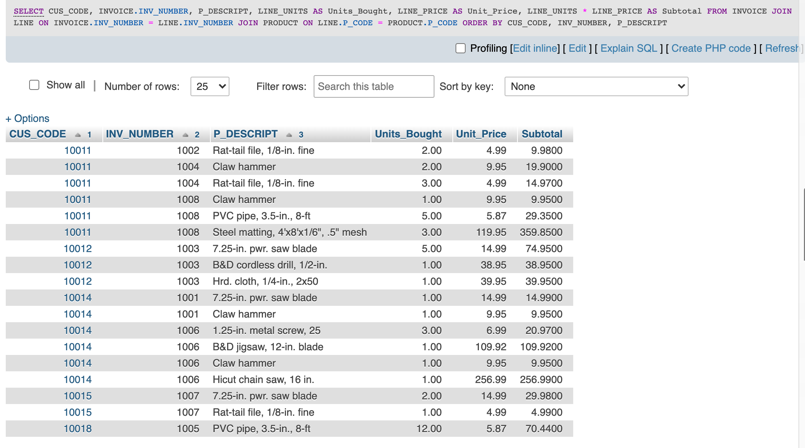 SELECT CUS_CODE, INVOICE.INV_NUMBER, P_DESCRIPT, LINE_UNITS AS Units_Bought, LINE_PRICE AS Unit_Price, LINE_UNITS * LINE_PRICE AS Subtotal FROM INVOICE JOIN
LINE ON INVOICE.INV_NUMBER = LINE.INV_NUMBER JOIN PRODUCT ON LINE.P_CODE = PRODUCT.P_CODE ORDER BY CUS_CODE, INV_NUMBER, P_DESCRIPT
Profiling [Edit inline] [ Edit ] [ Explain SQL ] [ Create PHP code ] [ Refresh ]
Show all | Number of rows: 25 Filter rows: Search this table Sort by key: None
+ Options
CUS_CODE 1 INV_NUMBER 2 P_DESCRIPT 3 Units_Bought Unit_Price Subtotal
10011 1002 Rat-tail file, 1/8-in. fine 2.00 4.99 9.9800
10011 1004 Claw hammer 2.00 9.95 19.9000
10011 1004 Rat-tail file, 1/8-in. fine 3.00 4.99 14.9700
10011 1008 Claw hammer 1.00 9.95 9.9500
10011 1008 PVC pipe, 3.5-in., 8-ft 5.00 5.87 29.3500
10011 1008 Steel matting, 4'x8'x1/6", .5" mesh 3.00 119.95 359.8500
10012 1003 7.25-in. pwr. saw blade 5.00 14.99 74.9500
10012 1003 B&D cordless drill, 1/2-in. 1.00 38.95 38.9500
10012 1003 Hrd. cloth, 1/4-in., 2x50 1.00 39.95 39.9500
10014 1001 7.25-in. pwr. saw blade 1.00 14.99 14.9900
10014 1001 Claw hammer 1.00 9.95 9.9500
10014 1006 1.25-in. metal screw, 25 3.00 6.99 20.9700
10014 1006 B&D jigsaw, 12-in. blade 1.00 109.92 109.9200
10014 1006 Claw hammer 1.00 9.95 9.9500
10014 1006 Hicut chain saw, 16 in. 1.00 256.99 256.9900
10015 1007 7.25-in. pwr. saw blade 2.00 14.99 29.9800
10015 1007 Rat-tail file, 1/8-in. fine 1.00 4.99 4.9900
10018 1005 PVC pipe, 3.5-in., 8-ft 12.00 5.87 70.4400